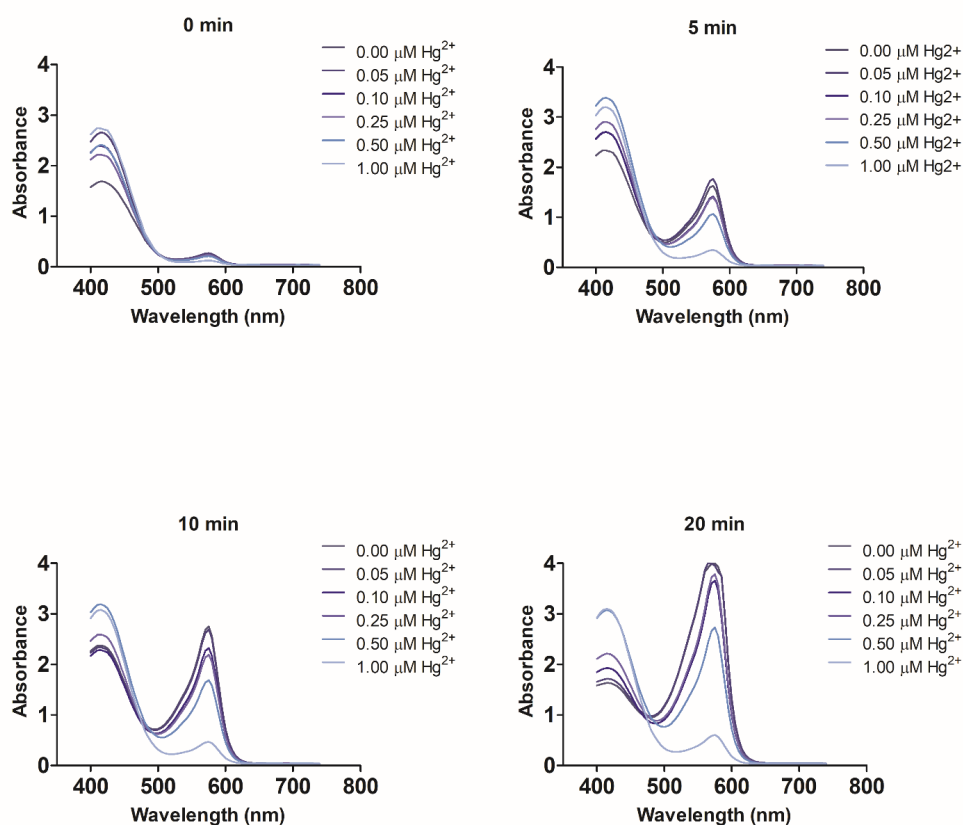 0 min
0.00 μM Hg²⁺
0.05 μM Hg²⁺
0.10 μM Hg²⁺
0.25 μM Hg²⁺
0.50 μM Hg²⁺
1.00 μM Hg²⁺
4
3
2
1
0
Absorbance
400 500 600 700 800
Wavelength (nm)
5 min
0.00 μM Hg2+
0.05 μM Hg2+
0.10 μM Hg2+
0.25 μM Hg2+
0.50 μM Hg2+
1.00 μM Hg2+
4
3
2
1
0
Absorbance
400 500 600 700 800
Wavelength (nm)
10 min
0.00 μM Hg²⁺
0.05 μM Hg²⁺
0.10 μM Hg²⁺
0.25 μM Hg²⁺
0.50 μM Hg²⁺
1.00 μM Hg²⁺
4
3
2
1
0
Absorbance
400 500 600 700 800
Wavelength (nm)
20 min
0.00 μM Hg²⁺
0.05 μM Hg²⁺
0.10 μM Hg²⁺
0.25 μM Hg²⁺
0.50 μM Hg²⁺
1.00 μM Hg²⁺
4
3
2
1
0
Absorbance
400 500 600 700 800
Wavelength (nm)